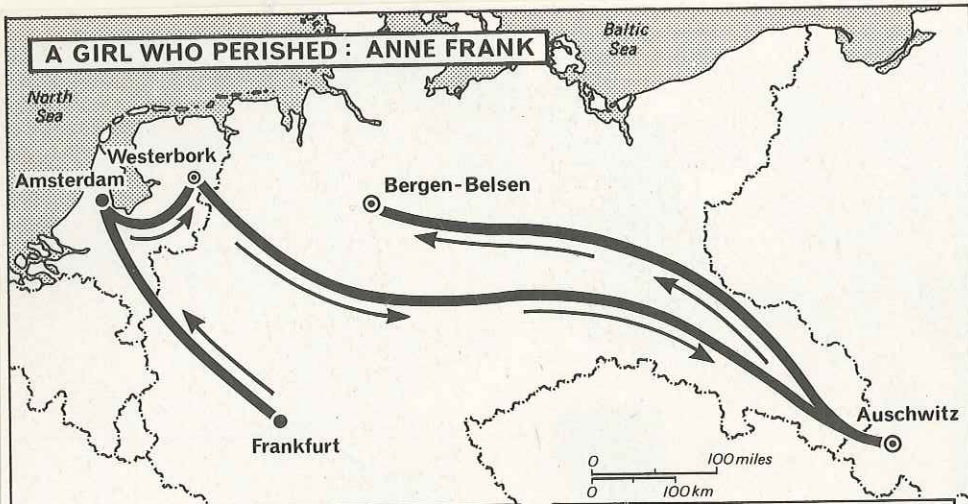 A GIRL WHO PERISHED: ANNE FRANK
Baltic
Sea
North
Sea
Westerbork
Amsterdam
Bergen-Belsen
Auschwitz
Frankfurt
0 100 miles
0 100 km